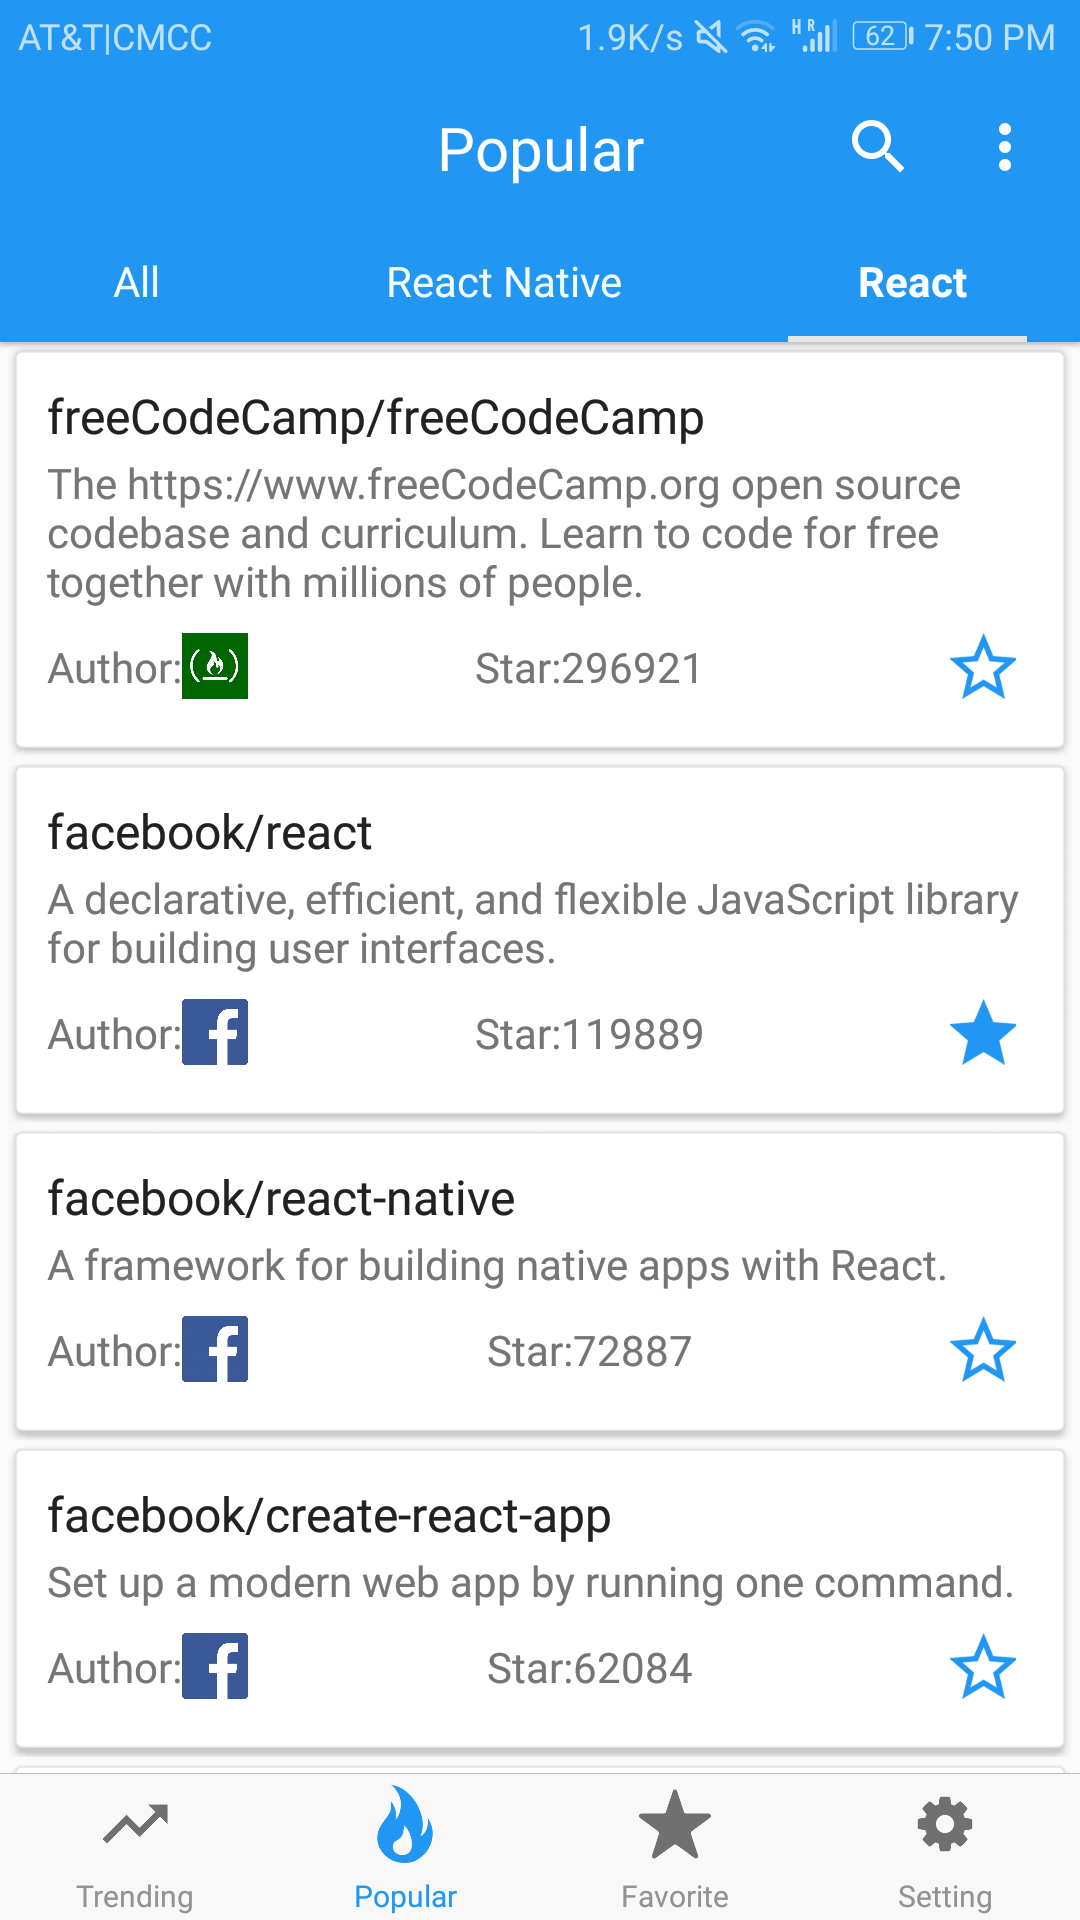 AT&T|CMCC 1.9K/s H R 62 7:50 PM
Popular
All React Native React
freeCodeCamp/freeCodeCamp
The https://www.freeCodeCamp.org open source
codebase and curriculum. Learn to code for free
together with millions of people.
Author: Star:296921
facebook/react
A declarative, efficient, and flexible JavaScript library
for building user interfaces.
Author: Star:119889
facebook/react-native
A framework for building native apps with React.
Author: Star:72887
facebook/create-react-app
Set up a modern web app by running one command.
Author: Star:62084
Trending Popular Favorite Setting